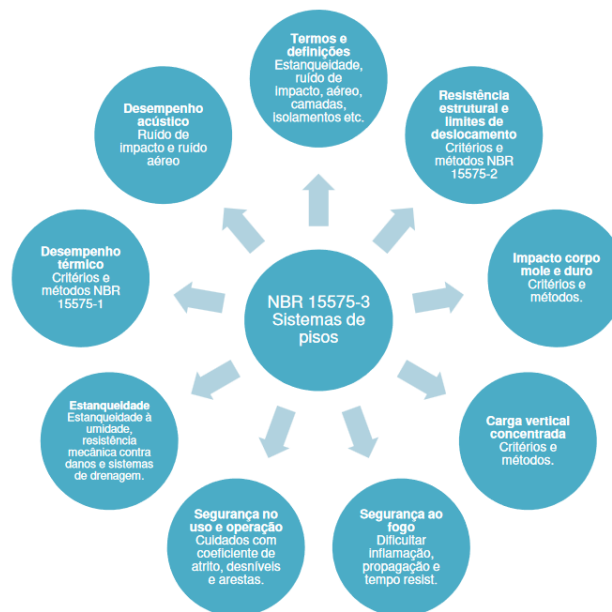 Termos e
definições
Estanqueidade,
ruído de
impacto, aéreo,
camadas,
isolamentos etc.
Resistência
estrutural e
limites de
deslocamento
Critérios e
métodos NBR
15575-2
Impacto corpo
mole e duro
Critérios e
métodos.
Carga vertical
concentrada
Critérios e
métodos.
Segurança ao
fogo
Dificultar
inflamação,
propagação e
tempo resist.
Segurança no
uso e operação
Cuidados com
coeficiente de
atrito, desníveis
e arestas.
Estanqueidade
Estanqueidade à
umidade,
resistência
mecânica contra
danos e sistemas
de drenagem.
Desempenho
térmico
Critérios e
métodos NBR
15575-1
Desempenho
acústico
Ruído de
impacto e ruído
aéreo
NBR 15575-3
Sistemas de
pisos